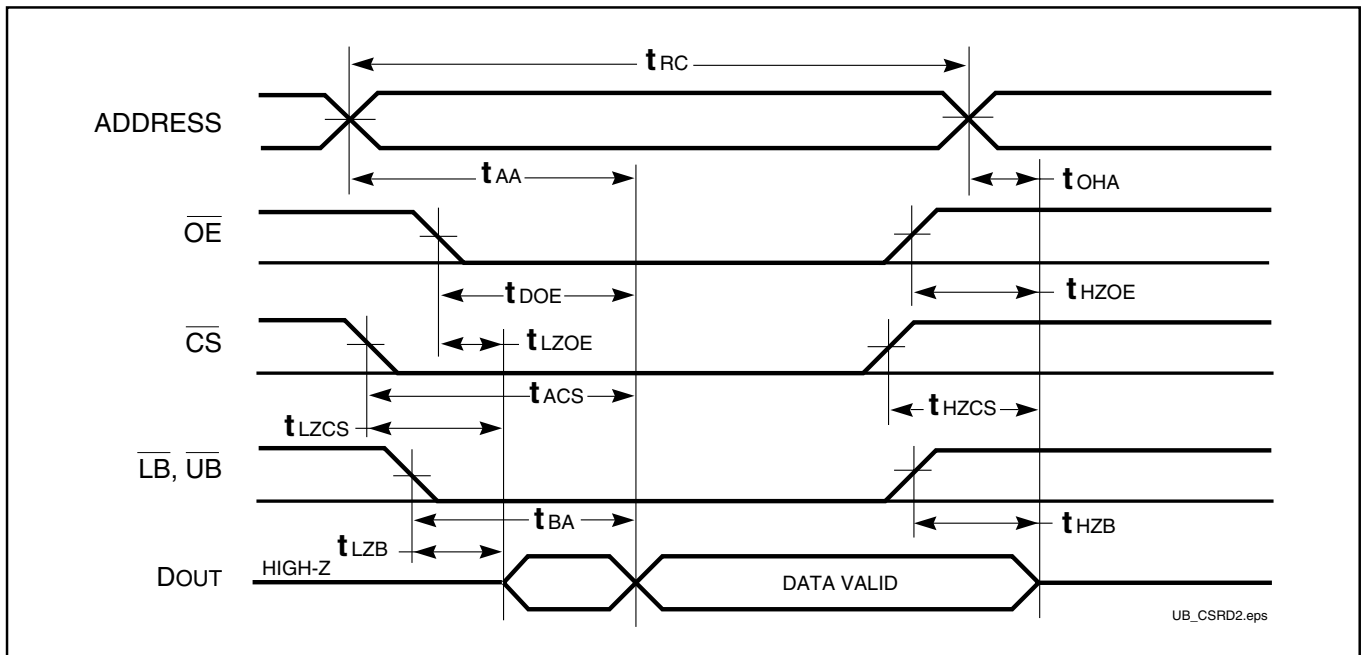 tRC
ADDRESS
tAA
tOHA
OE
tDOE
tHZOE
CS
tLZOE
tACS
tHZCS
tLZCS
LB, UB
tBA
tHZB
tLZB
DOUT
HIGH-Z
DATA VALID
UB_CSRD2.eps